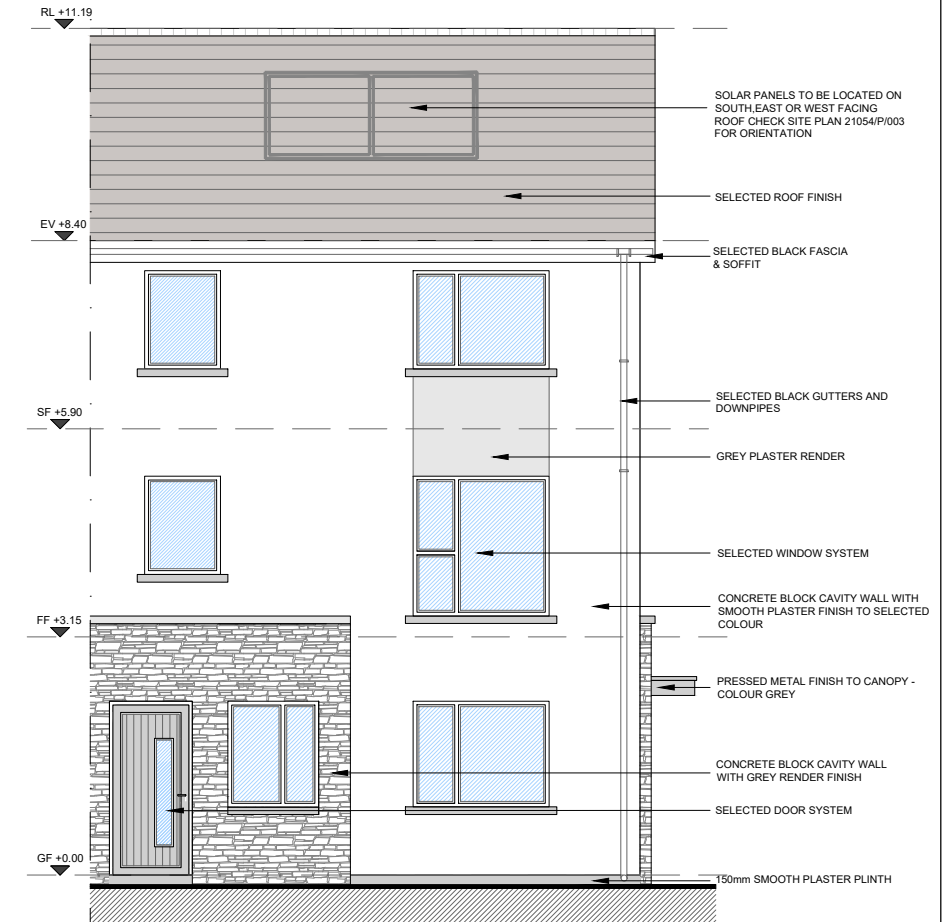 RL +11.19
SOLAR PANELS TO BE LOCATED ON
SOUTH,EAST OR WEST FACING
ROOF CHECK SITE PLAN 21054/P/003
FOR ORIENTATION
SELECTED ROOF FINISH
EV +8.40
SELECTED BLACK FASCIA
& SOFFIT
SELECTED BLACK GUTTERS AND
DOWNPIPES
SF +5.90
GREY PLASTER RENDER
SELECTED WINDOW SYSTEM
CONCRETE BLOCK CAVITY WALL WITH
SMOOTH PLASTER FINISH TO SELECTED
COLOUR
FF +3.15
PRESSED METAL FINISH TO CANOPY -
COLOUR GREY
CONCRETE BLOCK CAVITY WALL
WITH GREY RENDER FINISH
SELECTED DOOR SYSTEM
GF +0.00
150mm SMOOTH PLASTER PLINTH